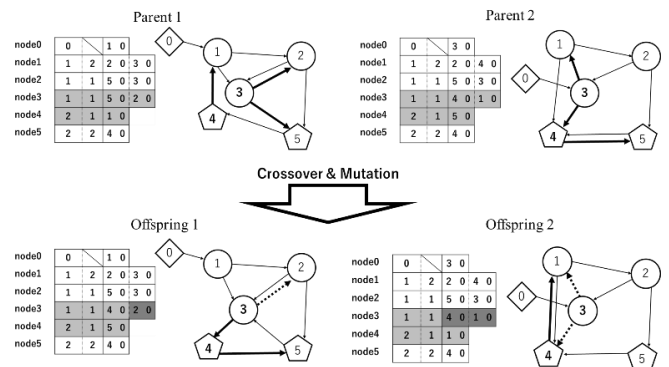 Parent 1
node0 0 1 0
node1 1 2 2 0 3 0
node2 1 1 5 0 3 0
node3 1 1 5 0 2 0
node4 2 1 1 0
node5 2 2 4 0
0
1
2
3
4
5
Parent 2
node0 0 3 0
node1 1 2 2 0 4 0
node2 1 1 5 0 3 0
node3 1 1 4 0 1 0
node4 2 1 5 0
node5 2 2 4 0
0
1
2
3
4
5
Crossover & Mutation
Offspring 1
node0 0 1 0
node1 1 2 2 0 3 0
node2 1 1 5 0 3 0
node3 1 1 4 0 2 0
node4 2 1 5 0
node5 2 2 4 0
0
1
2
3
4
5
Offspring 2
node0 0 3 0
node1 1 2 2 0 4 0
node2 1 1 5 0 3 0
node3 1 1 4 0 1 0
node4 2 1 1 0
node5 2 2 4 0
0
1
2
3
4
5